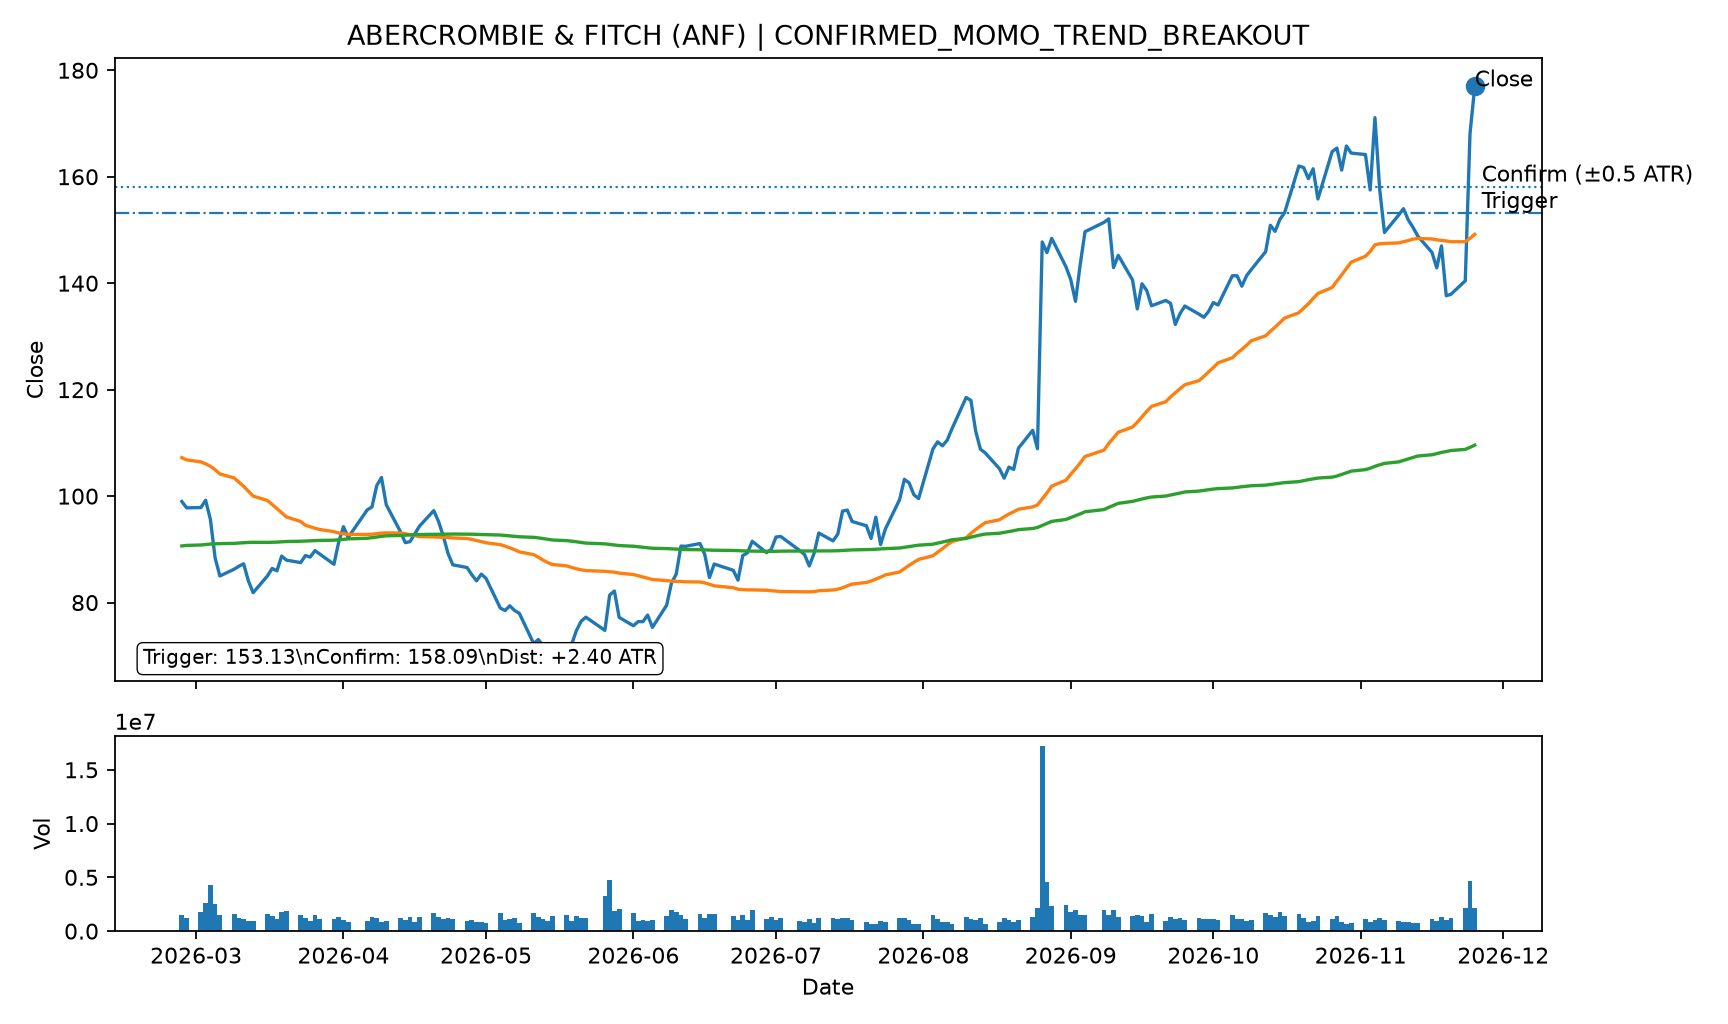 ABERCROMBIE & FITCH (ANF) | CONFIRMED_MOMO_TREND_BREAKOUT
Close
180
160
140
120
100
80
Close
Confirm (±0.5 ATR)
Trigger
Trigger: 153.13\nConfirm: 158.09\nDist: +2.40 ATR
1e7
Vol
1.5
1.0
0.5
0.0
2026-03 2026-04 2026-05 2026-06 2026-07 2026-08 2026-09 2026-10 2026-11 2026-12
Date